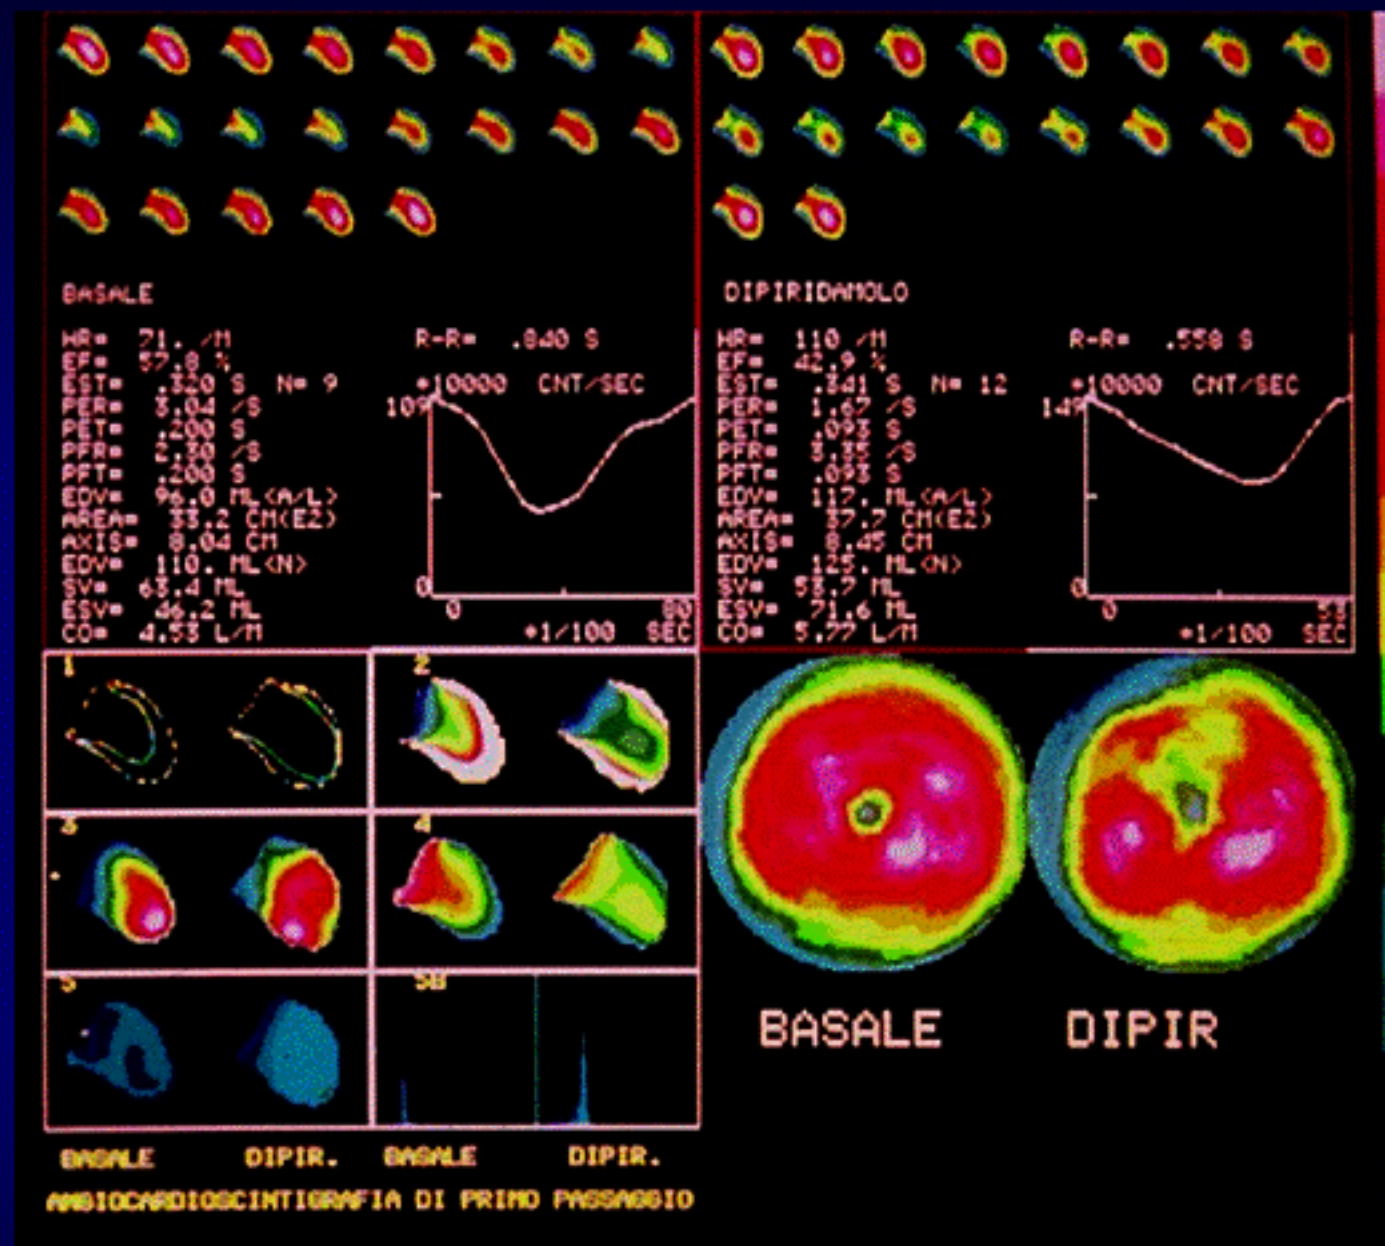 BASALE
HR= 71. /M R-R= .840 S
EF= 57.8 %
EST= .320 S N= 9 *10000 CNT/SEC
PER= 3.04 /S 109
PET= .200 S
PFR= 2.30 /S
PFT= .200 S
EDV= 96.0 ML(A/L)
AREA= 33.2 CM(E2)
AXIS= 8.04 CM
EDV= 110. ML(N)
SV= 63.4 ML 0
ESV= 46.2 ML 0 80
CO= 4.53 L/M *1/100 SEC
DIPIRIDAMOLO
HR= 110 /M R-R= .558 S
EF= 42.9 %
EST= .341 S N= 12 *10000 CNT/SEC
PER= 1.67 /S 149
PET= .093 S
PFR= 3.35 /S
PFT= .093 S
EDV= 117. ML(A/L)
AREA= 37.7 CM(E2)
AXIS= 8.45 CM
EDV= 125. ML(N)
SV= 53.7 ML 0
ESV= 71.6 ML 0
CO= 5.77 L/M *1/100 SEC
1 2
3 4
5 5B
BASALE DIPIR. BASALE DIPIR.
ANGIOCARDIOSCINTIGRAFIA DI PRIMO PASSAGGIO
BASALE DIPIR